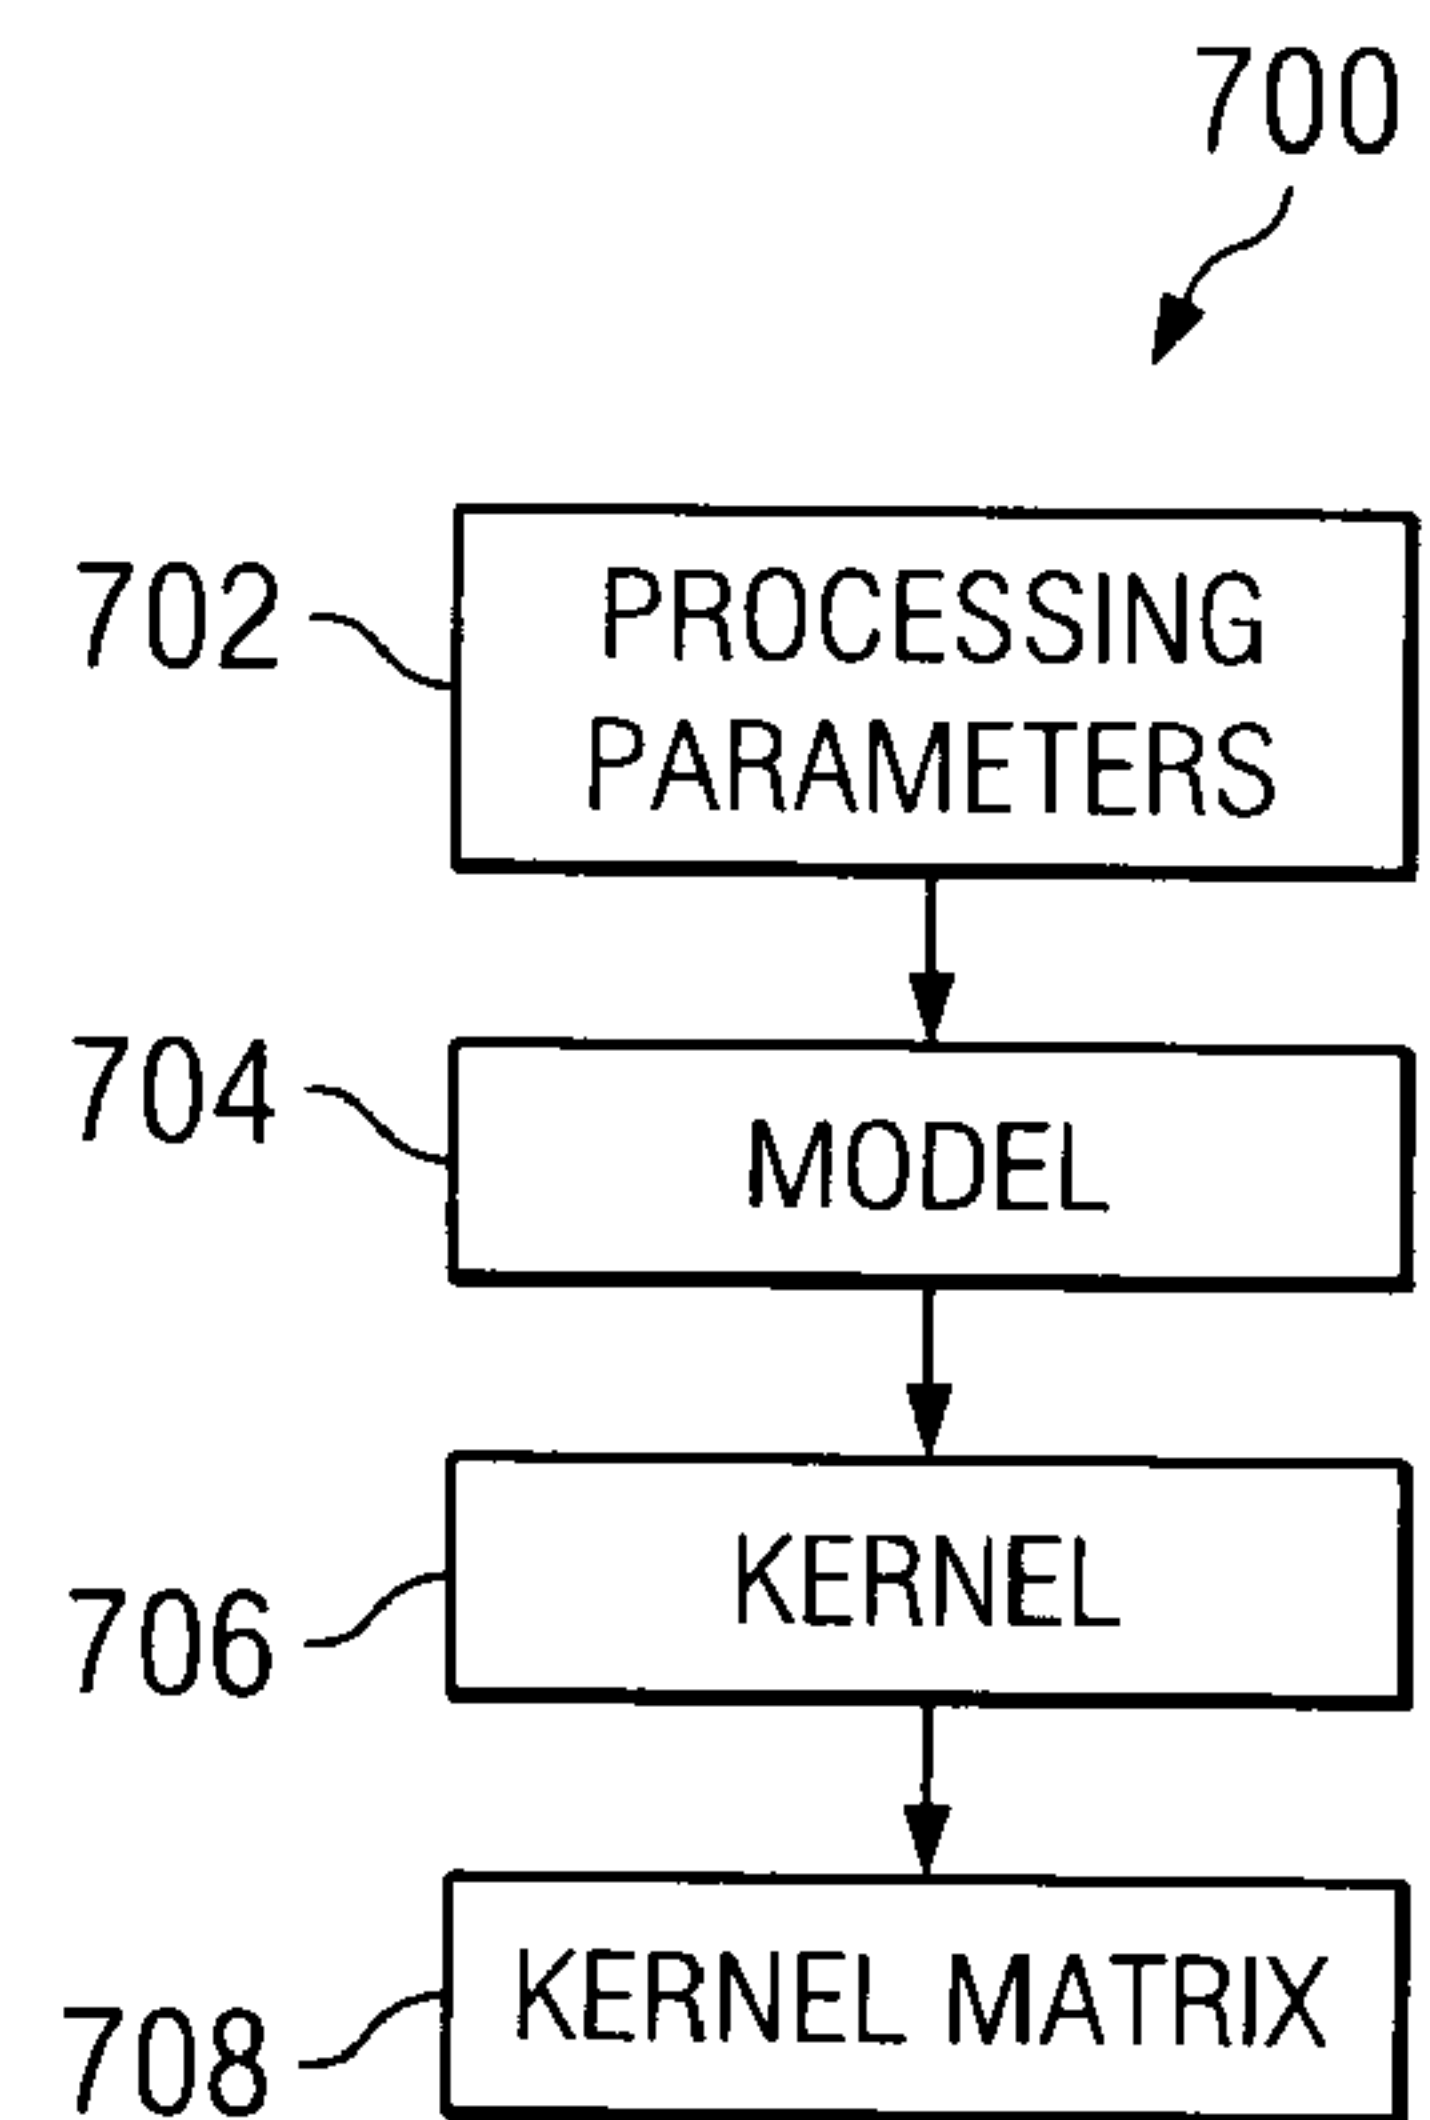 700
702
PROCESSING
PARAMETERS
704
MODEL
706
KERNEL
708
KERNEL MATRIX